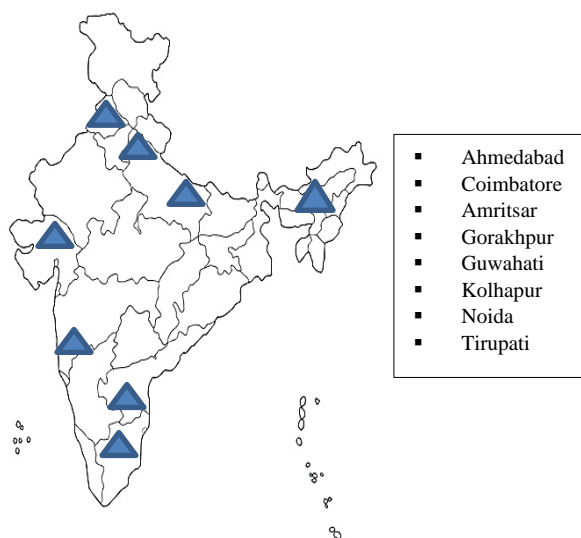 ▪ Ahmedabad
▪ Coimbatore
▪ Amritsar
▪ Gorakhpur
▪ Guwahati
▪ Kolhapur
▪ Noida
▪ Tirupati